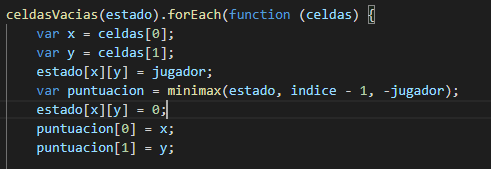 celdasVacias(estado).forEach(function (celdas) {
    var x = celdas[0];
    var y = celdas[1];
    estado[x][y] = jugador;
    var puntuacion = minimax(estado, indice - 1, -jugador);
    estado[x][y] = 0;
    puntuacion[0] = x;
    puntuacion[1] = y;